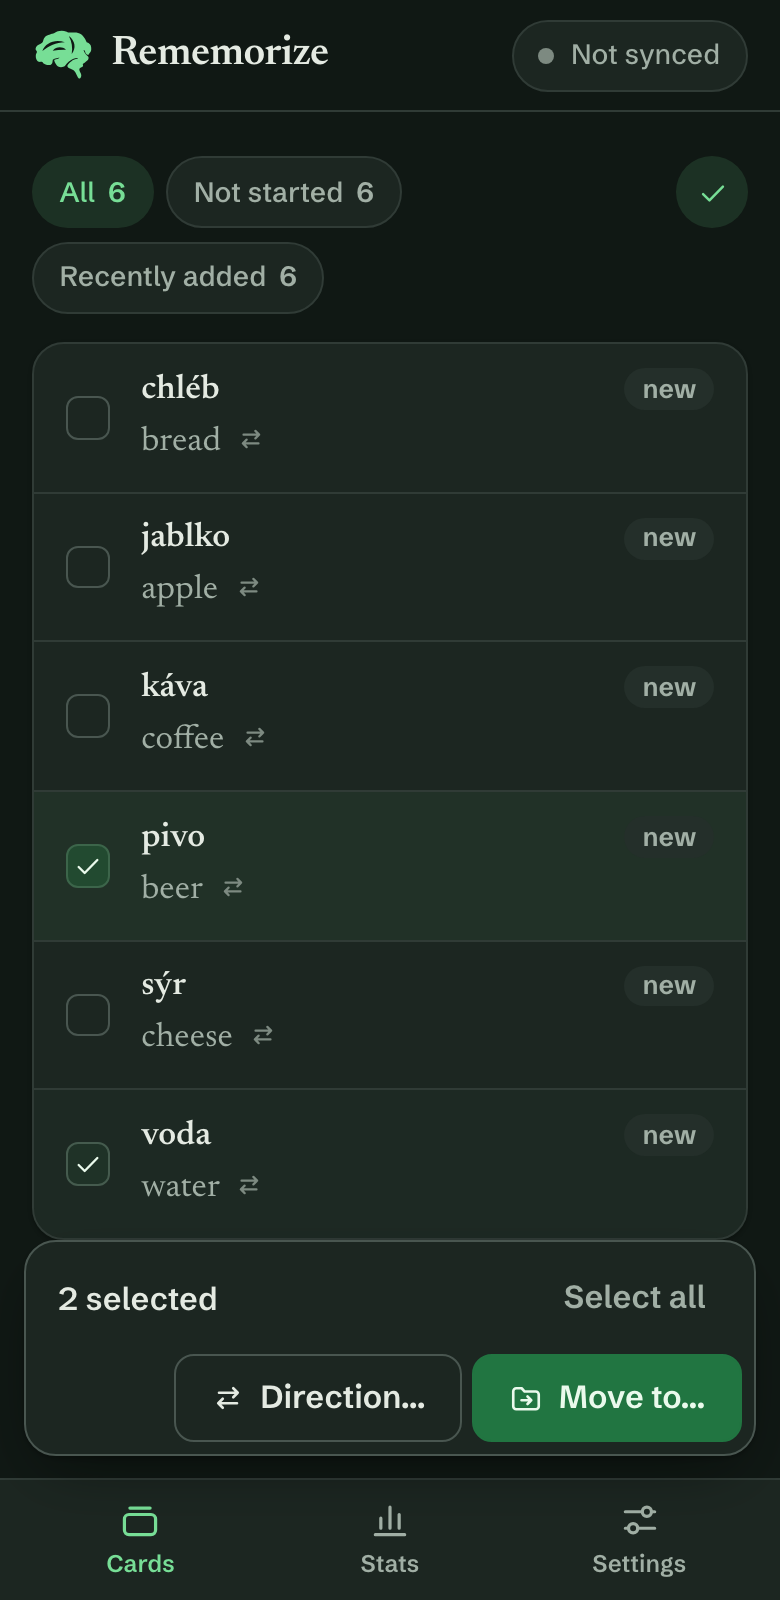 Rememorize
Not synced
All 6
Not started 6
Recently added 6
chléb
new
bread
jablko
new
apple
káva
new
coffee
pivo
new
beer
sýr
new
cheese
voda
new
water
2 selected
Select all
Direction...
Move to...
Cards
Stats
Settings